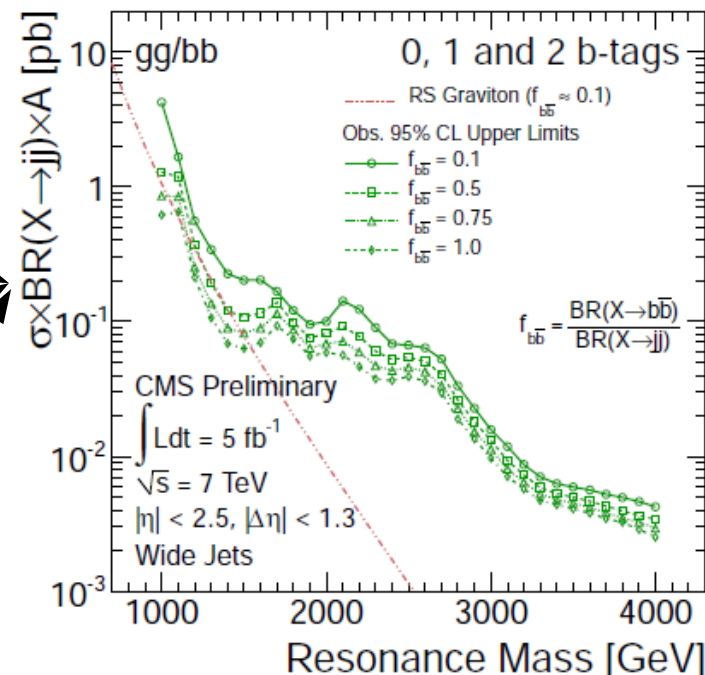 σ×BR(X→jj)×A [pb]
10
1
10⁻¹
10⁻²
10⁻³
gg/bb
0, 1 and 2 b-tags
RS Graviton (f_bb̅ ≈ 0.1)
Obs. 95% CL Upper Limits
f_bb̅ = 0.1
f_bb̅ = 0.5
f_bb̅ = 0.75
f_bb̅ = 1.0
f_bb̅ = BR(X→bb̅) / BR(X→jj)
CMS Preliminary
∫Ldt = 5 fb⁻¹
√s = 7 TeV
|η| < 2.5, |Δη| < 1.3
Wide Jets
1000 2000 3000 4000
Resonance Mass [GeV]